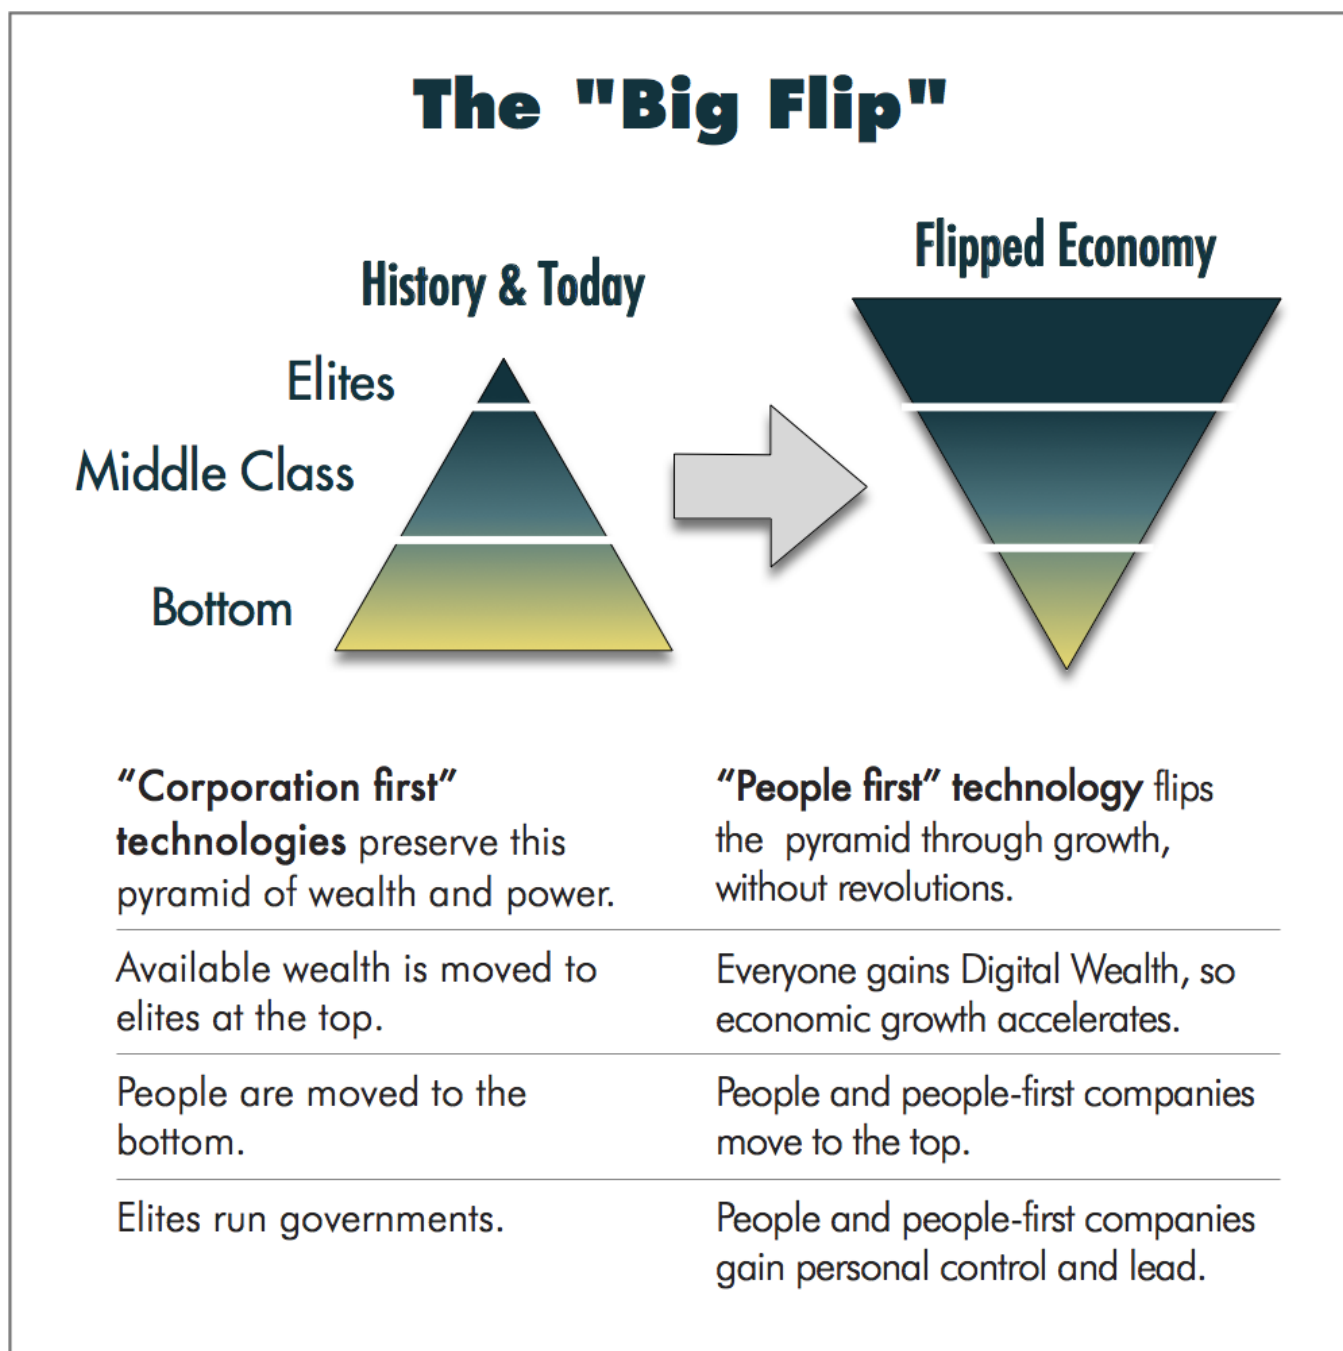 The "Big Flip"
History & Today
Flipped Economy
Elites
Middle Class
Bottom
“Corporation first”
technologies preserve this
pyramid of wealth and power.
“People first” technology flips
the pyramid through growth,
without revolutions.
Available wealth is moved to
elites at the top.
Everyone gains Digital Wealth, so
economic growth accelerates.
People are moved to the
bottom.
People and people-first companies
move to the top.
Elites run governments.
People and people-first companies
gain personal control and lead.